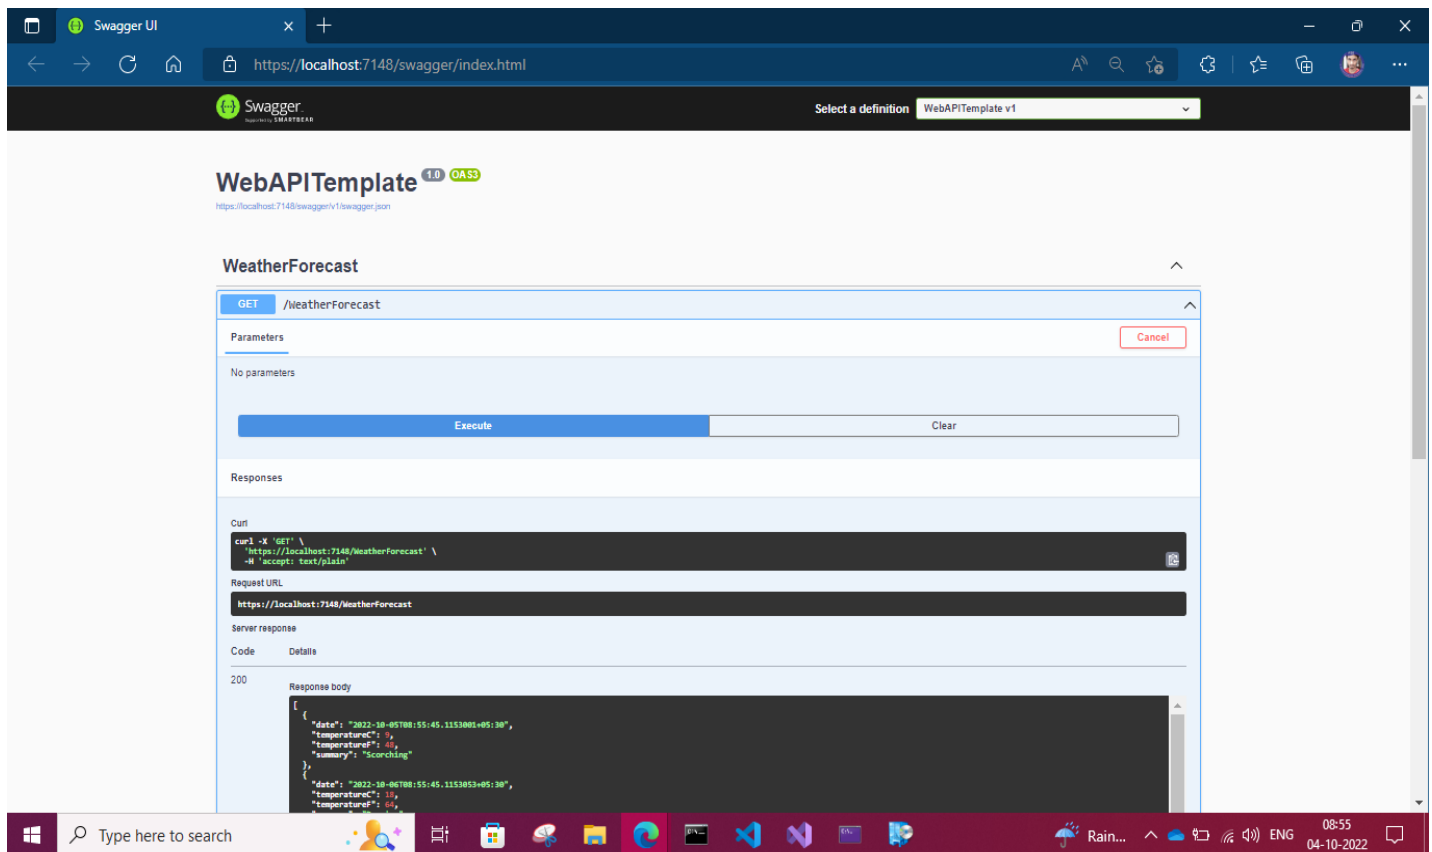 Swagger UI
https://localhost:7148/swagger/index.html
Swagger.
Supported by SMARTBEAR
Select a definition WebAPITemplate v1
WebAPITemplate 1.0 OAS3
https://localhost:7148/swagger/v1/swagger.json
WeatherForecast
GET /WeatherForecast
Parameters Cancel
No parameters
Execute Clear
Responses
Curl
curl -X 'GET' \
'https://localhost:7148/WeatherForecast' \
-H 'accept: text/plain'
Request URL
https://localhost:7148/WeatherForecast
Server response
Code Details
200
Response body
[
{
"date": "2022-10-05T08:55:45.1153001+05:30",
"temperatureC": 9,
"temperatureF": 48,
"summary": "Scorching"
},
{
"date": "2022-10-06T08:55:45.1153053+05:30",
"temperatureC": 18,
"temperatureF": 64,
Type here to search
Rain... ENG
08:55
04-10-2022